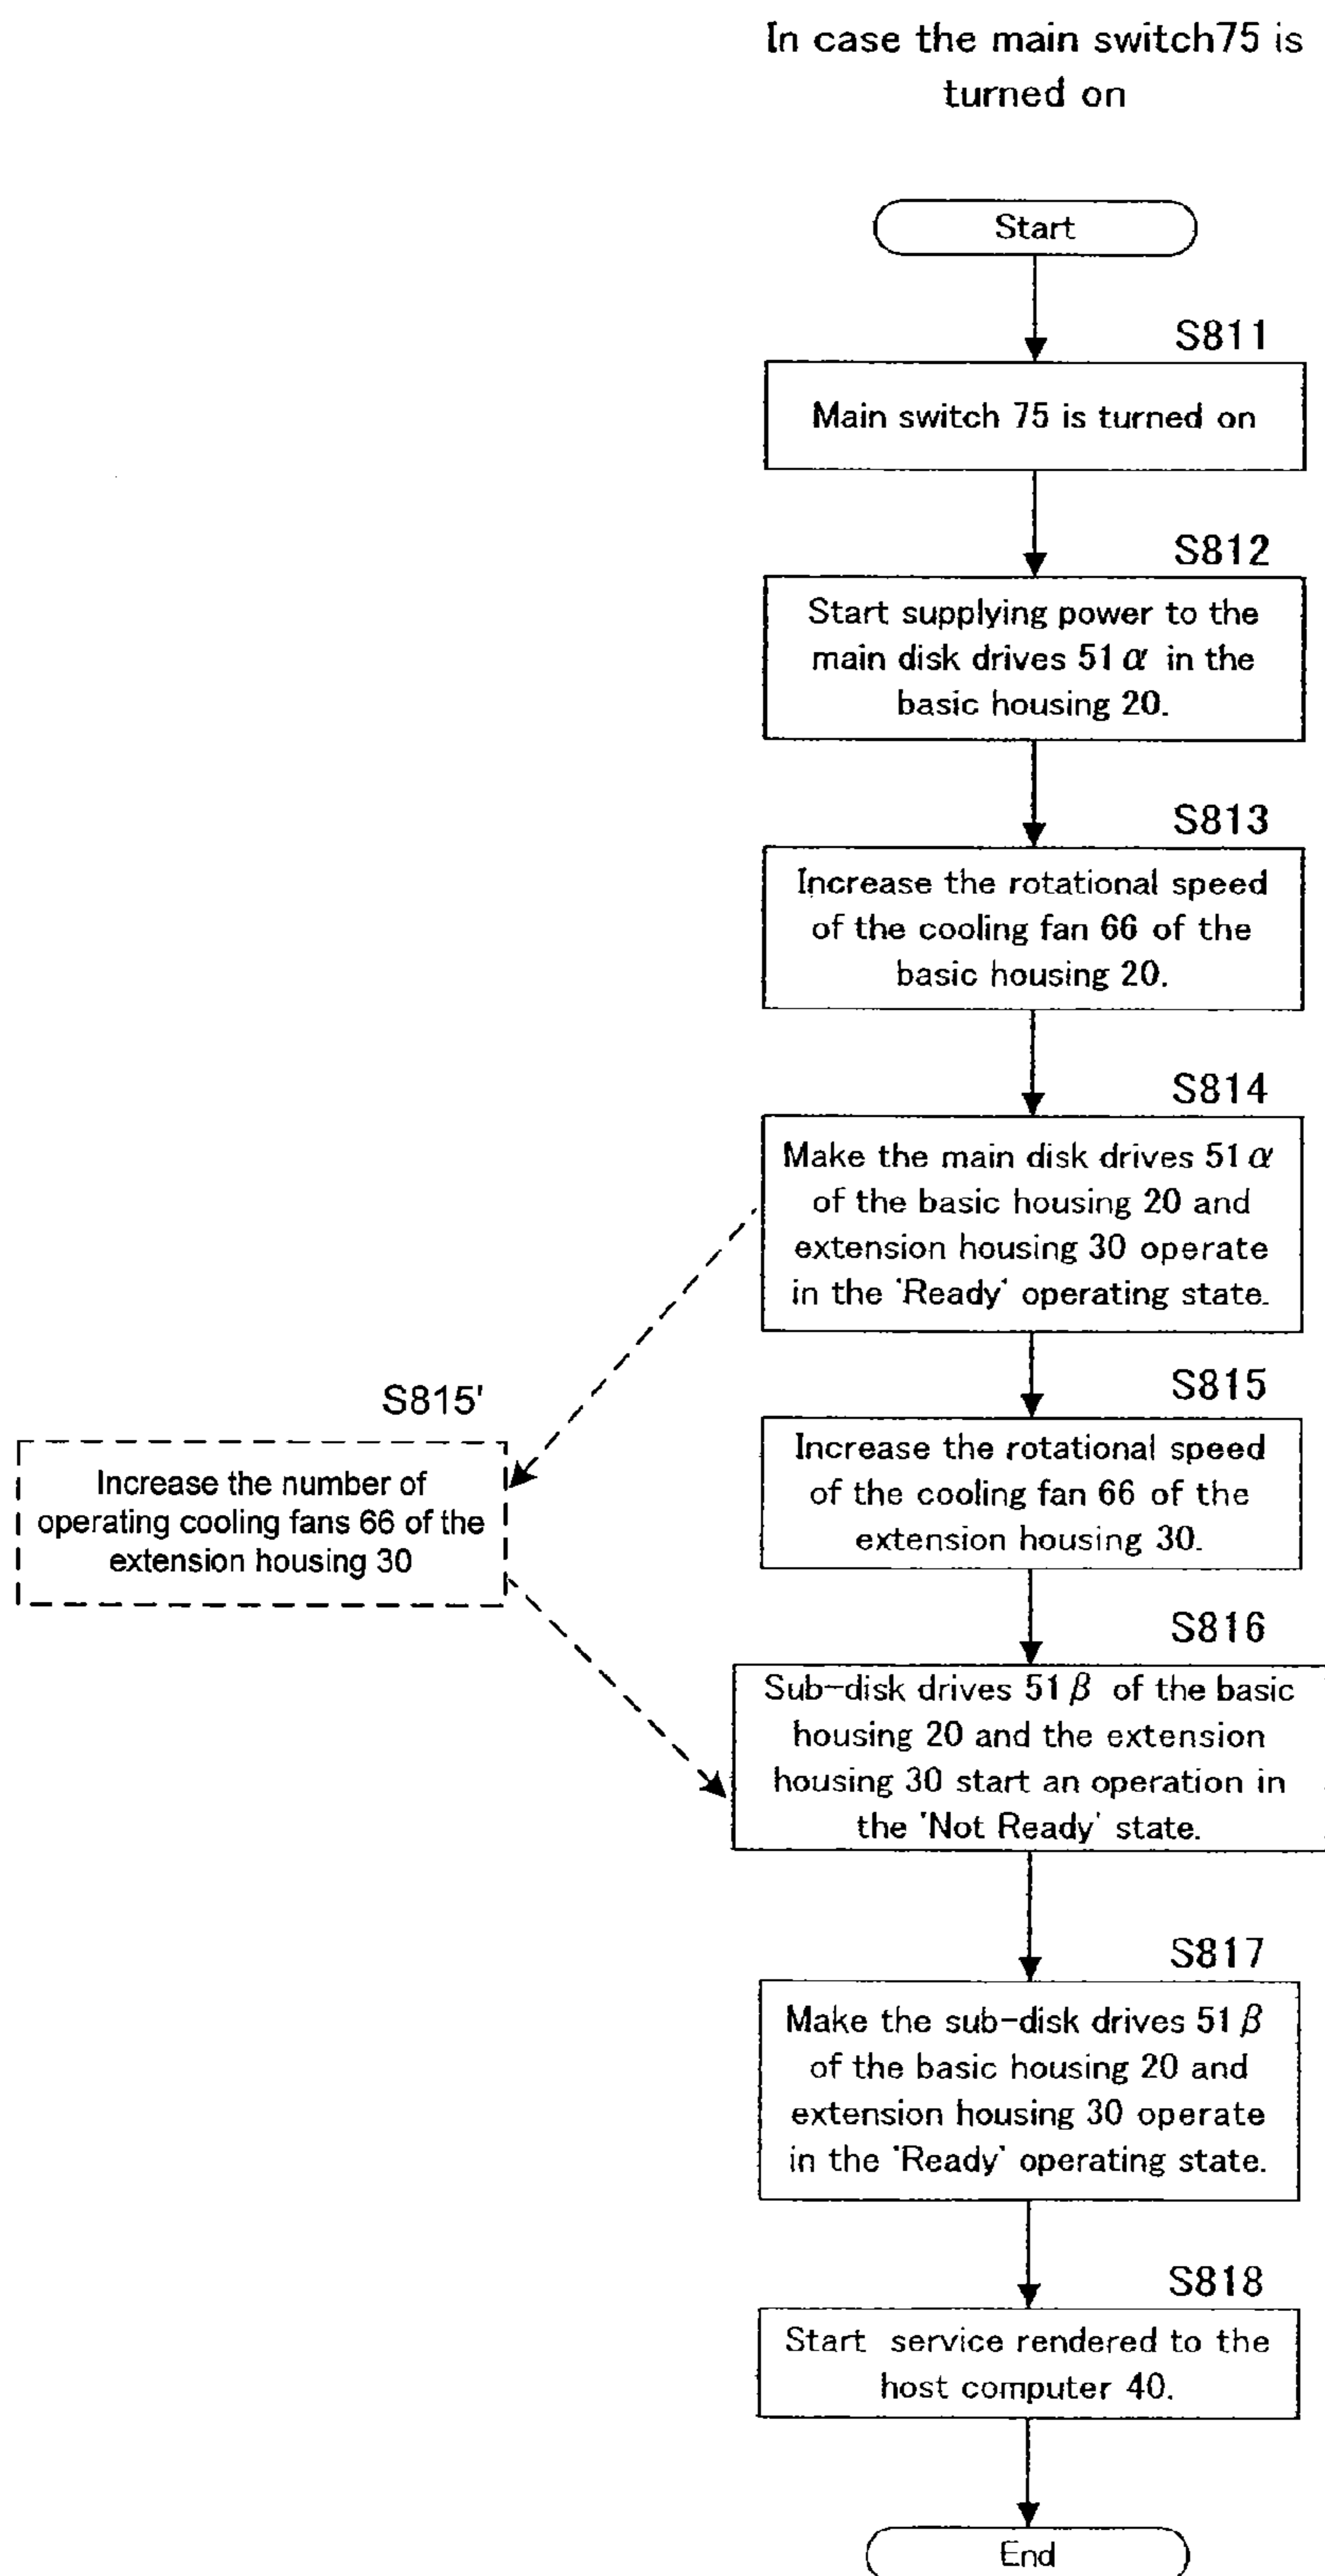 In case the main switch75 is
turned on
Start
S811
Main switch 75 is turned on
S812
Start supplying power to the
main disk drives 51α in the
basic housing 20.
S813
Increase the rotational speed
of the cooling fan 66 of the
basic housing 20.
S814
Make the main disk drives 51α
of the basic housing 20 and
extension housing 30 operate
in the 'Ready' operating state.
S815
Increase the rotational speed
of the cooling fan 66 of the
extension housing 30.
S815'
Increase the number of
operating cooling fans 66 of the
extension housing 30
S816
Sub-disk drives 51β of the basic
housing 20 and the extension
housing 30 start an operation in
the 'Not Ready' state.
S817
Make the sub-disk drives 51β
of the basic housing 20 and
extension housing 30 operate
in the 'Ready' operating state.
S818
Start service rendered to the
host computer 40.
End